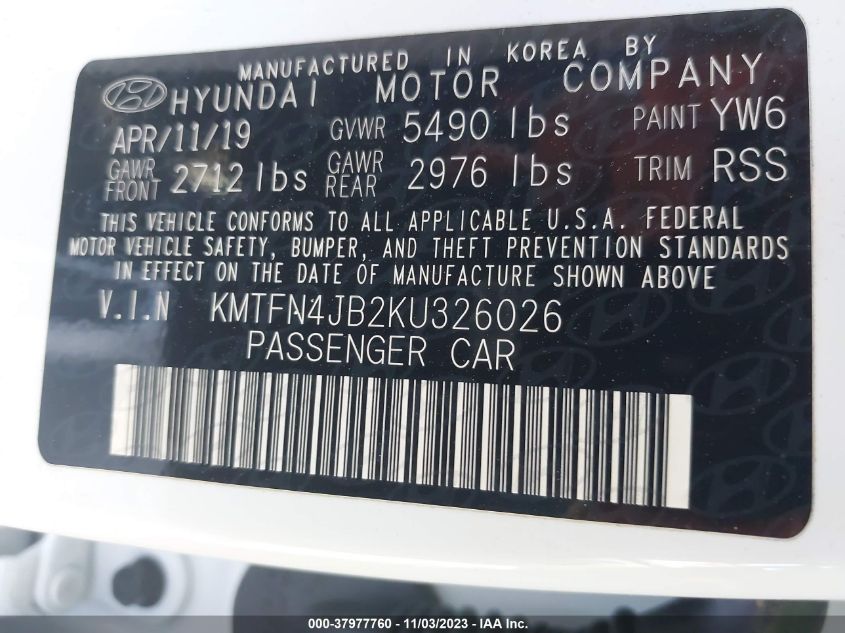 MANUFACTURED IN KOREA BY
HYUNDAI MOTOR COMPANY
APR/11/19 GVWR 5490 lbs PAINT YW6
GAWR FRONT 2712 lbs GAWR REAR 2976 lbs TRIM RSS
THIS VEHICLE CONFORMS TO ALL APPLICABLE U.S.A. FEDERAL
MOTOR VEHICLE SAFETY, BUMPER, AND THEFT PREVENTION STANDARDS
IN EFFECT ON THE DATE OF MANUFACTURE SHOWN ABOVE
V.I.N KMTFN4JB2KU326026
PASSENGER CAR
000-37977760 - 11/03/2023 - IAA Inc.